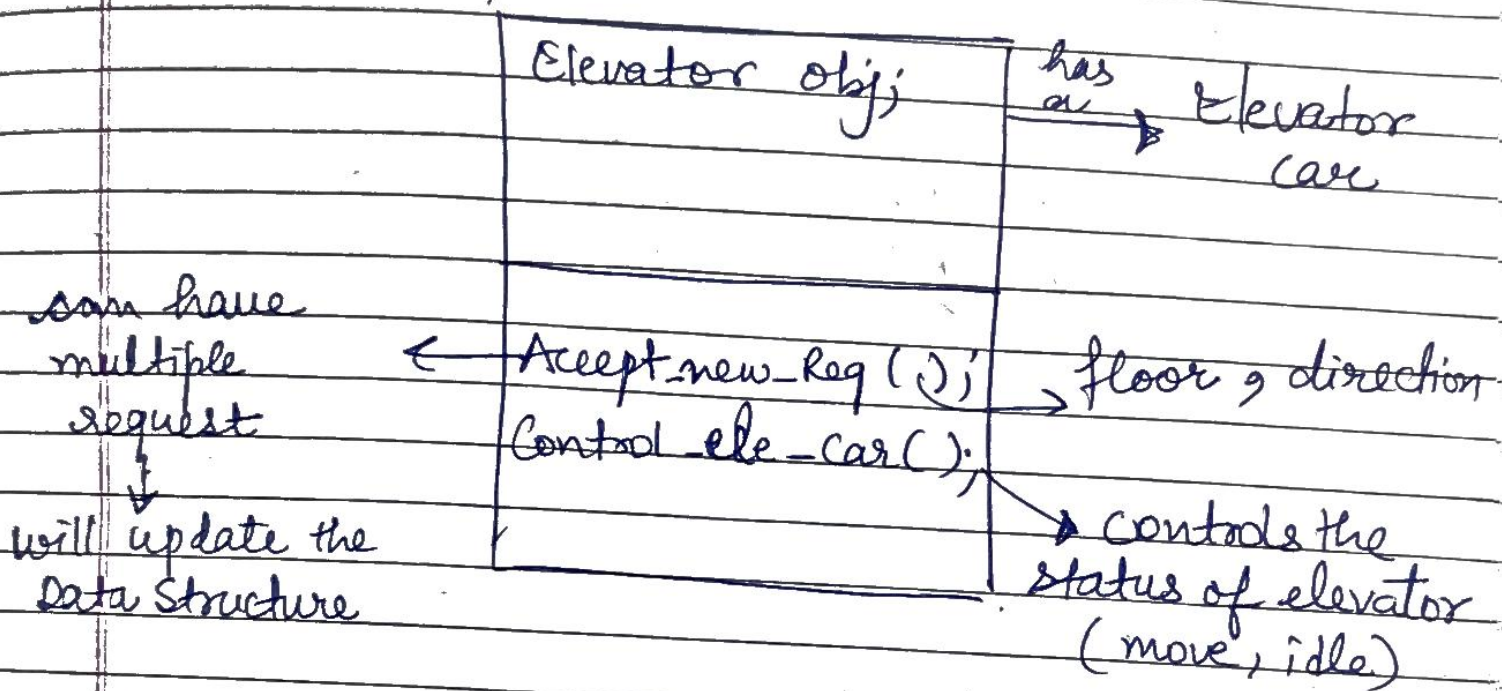 Elevator obj;
has
a
Elevator
car
can have
multiple
request
will update the
Data Structure
Accept_new_Req ( , );
floor , direction
Control_ele_Car();
controls the
status of elevator
(move, idle)